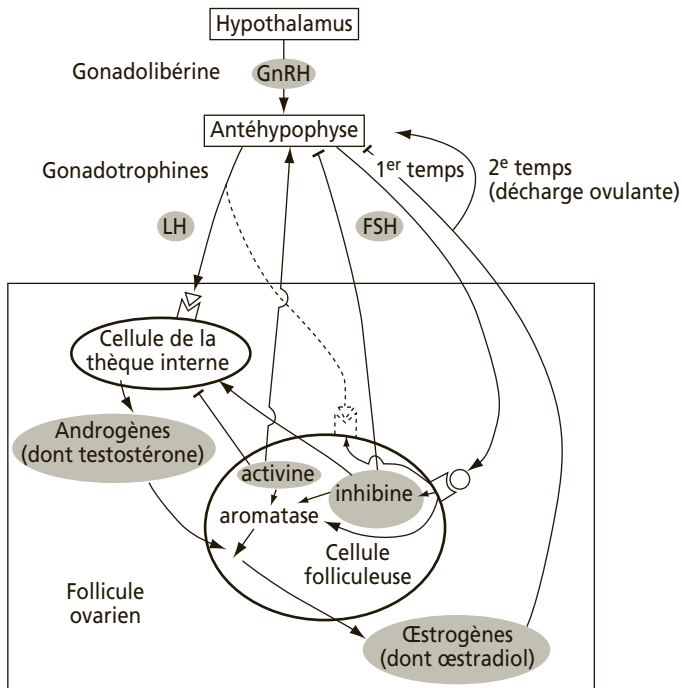 Hypothalamus
Gonadolibérine
GnRH
Antéhypophyse
Gonadotrophines
1er temps
2e temps
(décharge ovulante)
LH
FSH
Cellule de la
thèque interne
Androgènes
(dont testostérone)
activine
inhibine
aromatase
Cellule
folliculeuse
Follicule
ovarien
Œstrogènes
(dont œstradiol)